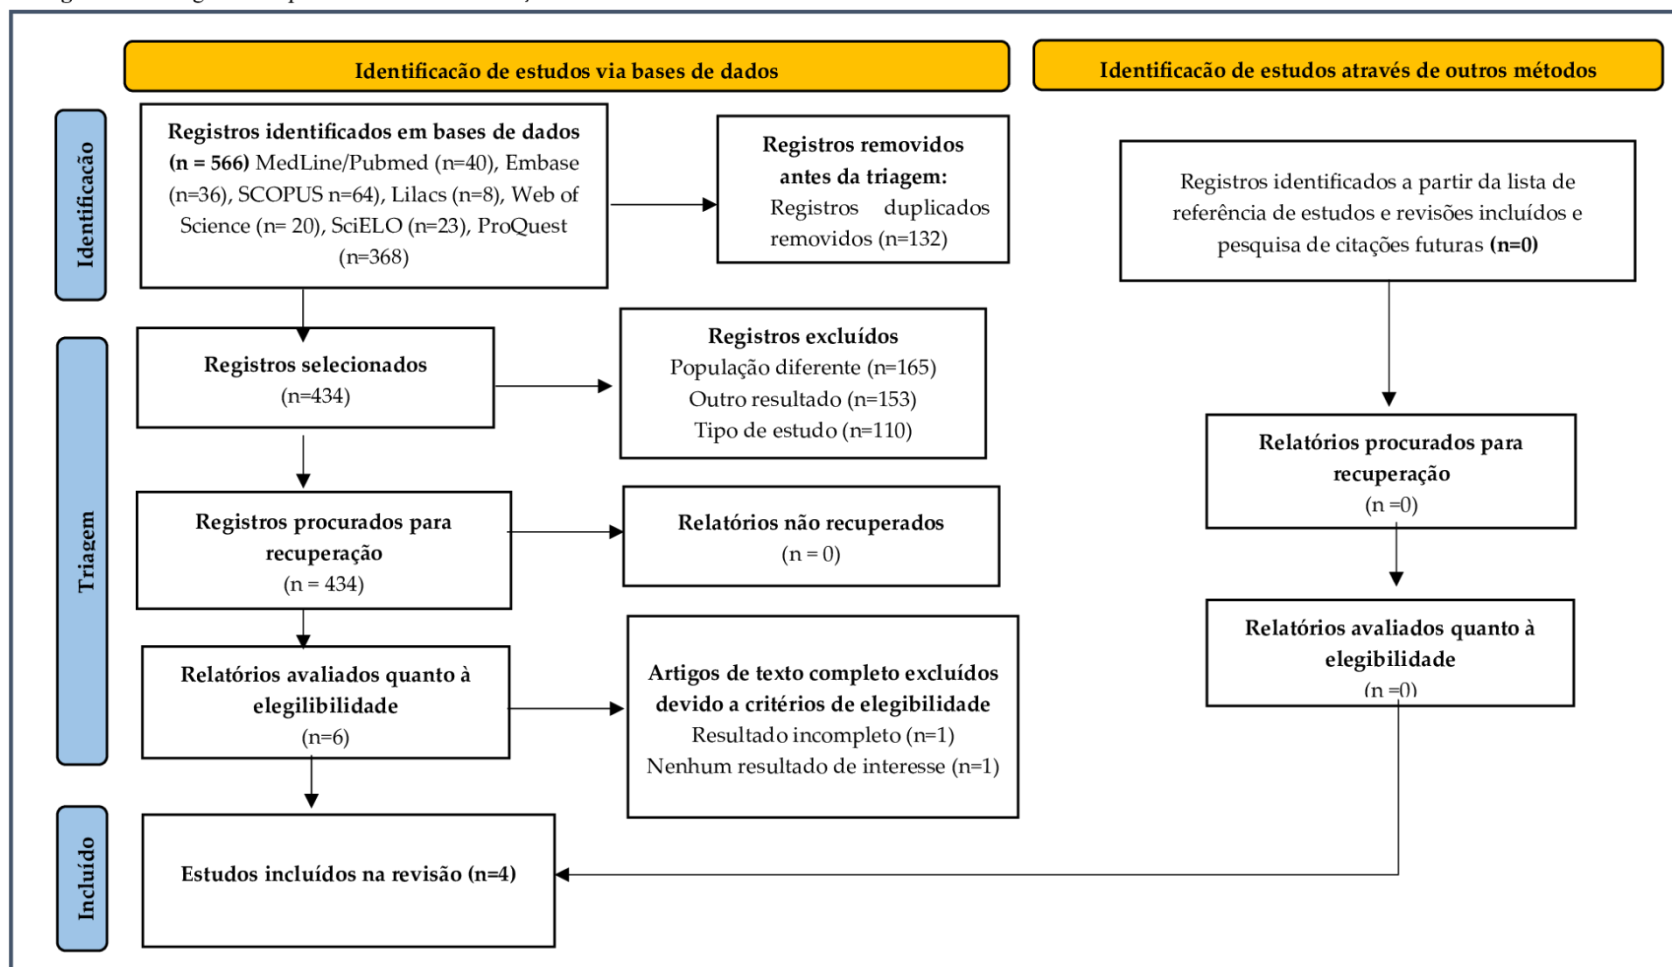 Identificacão de estudos via bases de dados
Identificacão de estudos através de outros métodos
Identificacão
Registros identificados em bases de dados
(n = 566) MedLine/Pubmed (n=40), Embase
(n=36), SCOPUS n=64), Lilacs (n=8), Web of
Science (n= 20), SciELO (n=23), ProQuest
(n=368)
Registros removidos
antes da triagem:
Registros duplicados
removidos (n=132)
Registros identificados a partir da lista de
referência de estudos e revisões incluídos e
pesquisa de citações futuras (n=0)
Triagem
Registros selecionados
(n=434)
Registros excluídos
População diferente (n=165)
Outro resultado (n=153)
Tipo de estudo (n=110)
Registros procurados para
recuperação
(n = 434)
Relatórios não recuperados
(n = 0)
Relatórios procurados para
recuperação
(n =0)
Relatórios avaliados quanto à
elegilibilidade
(n=6)
Artigos de texto completo excluídos
devido a critérios de elegibilidade
Resultado incompleto (n=1)
Nenhum resultado de interesse (n=1)
Relatórios avaliados quanto à
elegibilidade
(n =0)
Incluído
Estudos incluídos na revisão (n=4)